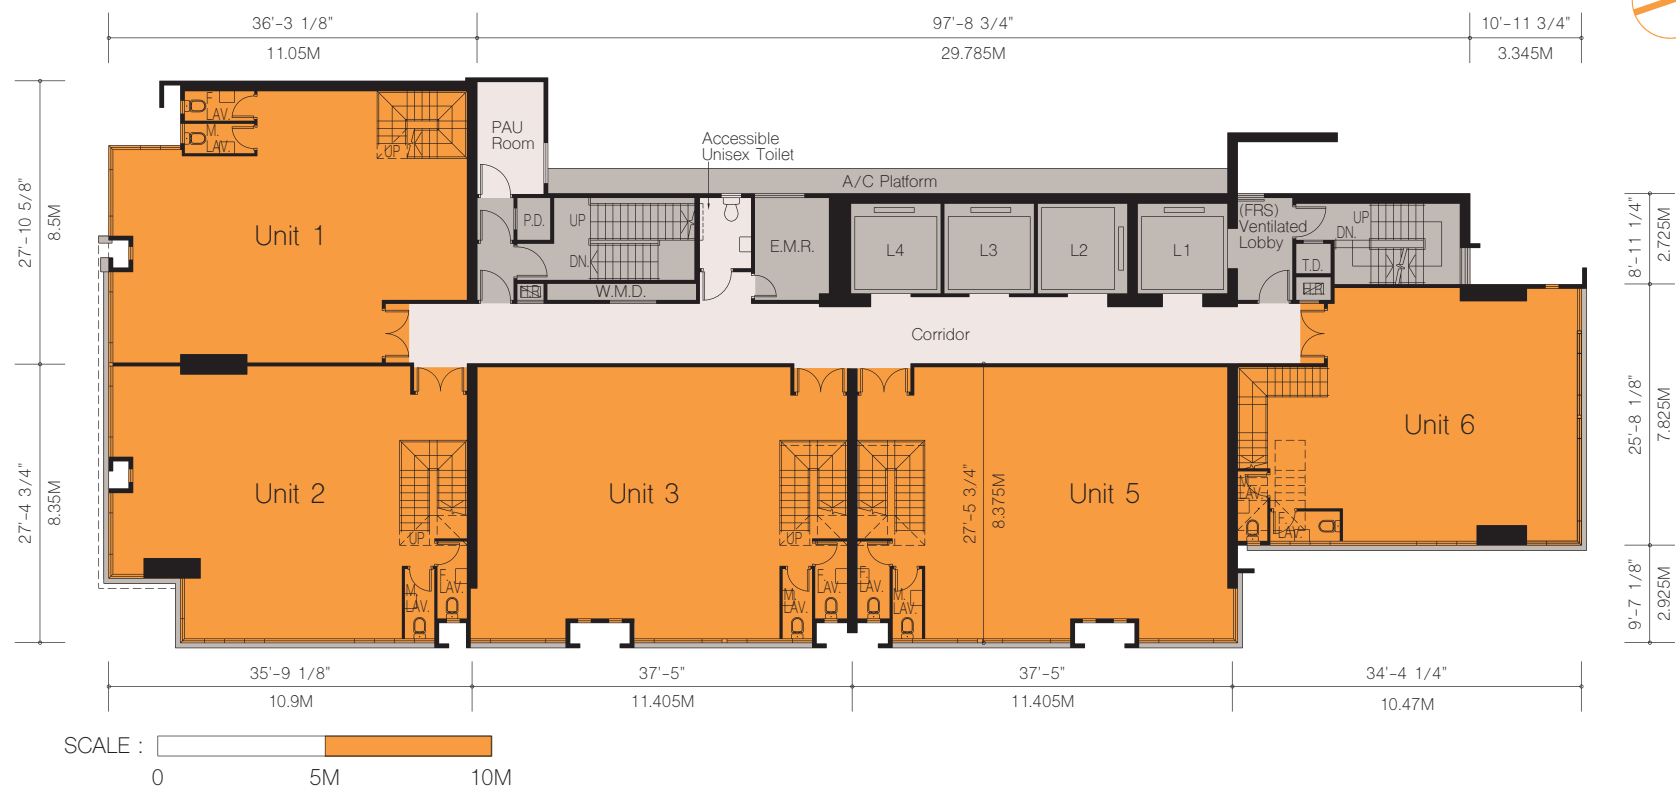 36'-3 1/8"
97'-8 3/4"
10'-11 3/4"
11.05M
29.785M
3.345M
F.
LAV.
M.
LAV.
UP
PAU
Room
Accessible
Unisex Toilet
A/C Platform
27'-10 5/8"
8.5M
Unit 1
P.D.
UP
DN.
H.R.
W.M.D.
E.M.R.
L4
L3
L2
L1
(FRS)
Ventilated
Lobby
UP
DN.
T.D.
H.R.
8'-11 1/4"
2.725M
Corridor
27'-4 3/4"
8.35M
Unit 2
UP
M.
LAV.
F.
LAV.
Unit 3
UP
M.
LAV.
F.
LAV.
F.
LAV.
M.
LAV.
27'-5 3/4"
8.375M
Unit 5
Unit 6
M.
LAV.
F.
LAV.
25'-8 1/8"
7.825M
9'-7 1/8"
2.925M
35'-9 1/8"
37'-5"
37'-5"
34'-4 1/4"
10.9M
11.405M
11.405M
10.47M
SCALE :
0
5M
10M